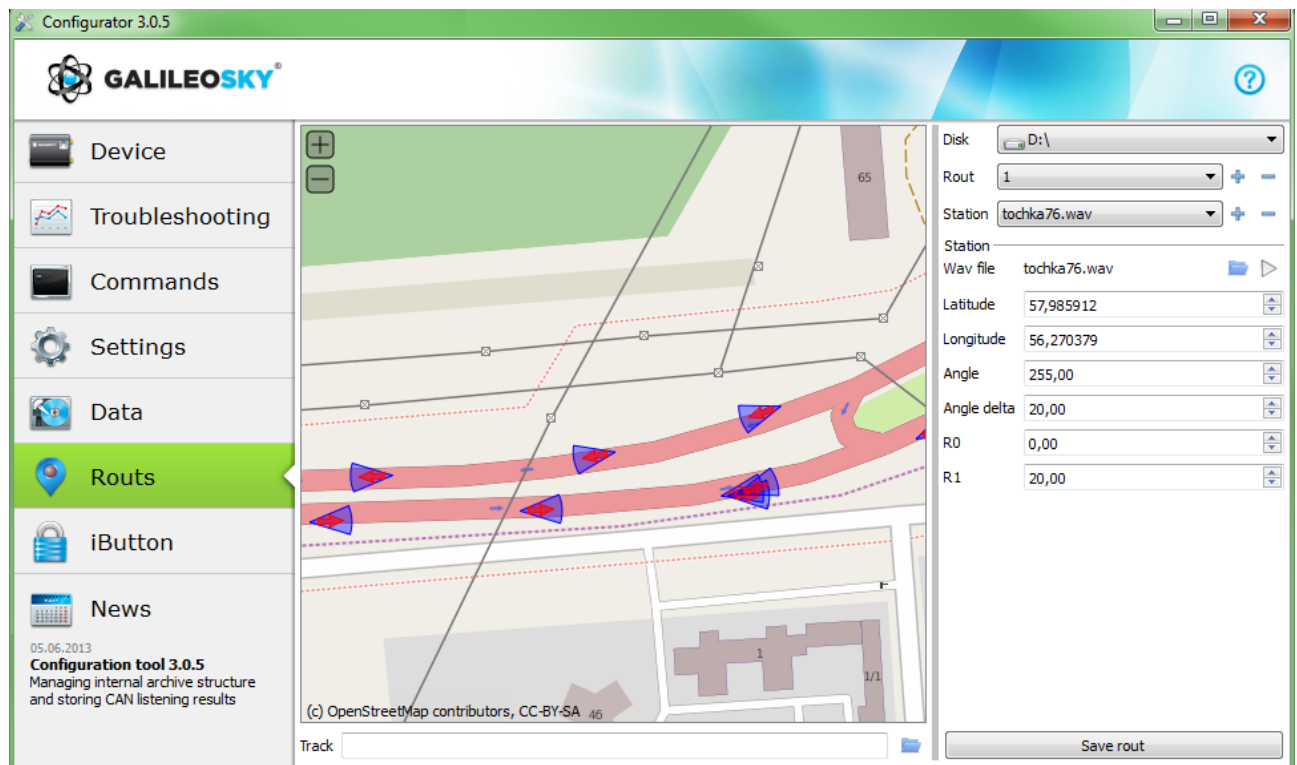 Configurator 3.0.5
GALILEOSKY®
Device
Troubleshooting
Commands
Settings
Data
Routs
iButton
News
05.06.2013
Configuration tool 3.0.5
Managing internal archive structure
and storing CAN listening results
65
1
1/1
46
(c) OpenStreetMap contributors, CC-BY-SA
Track
Disk D:\
Rout 1
Station tochka76.wav
Station
Wav file tochka76.wav
Latitude 57,985912
Longitude 56,270379
Angle 255,00
Angle delta 20,00
R0 0,00
R1 20,00
Save rout